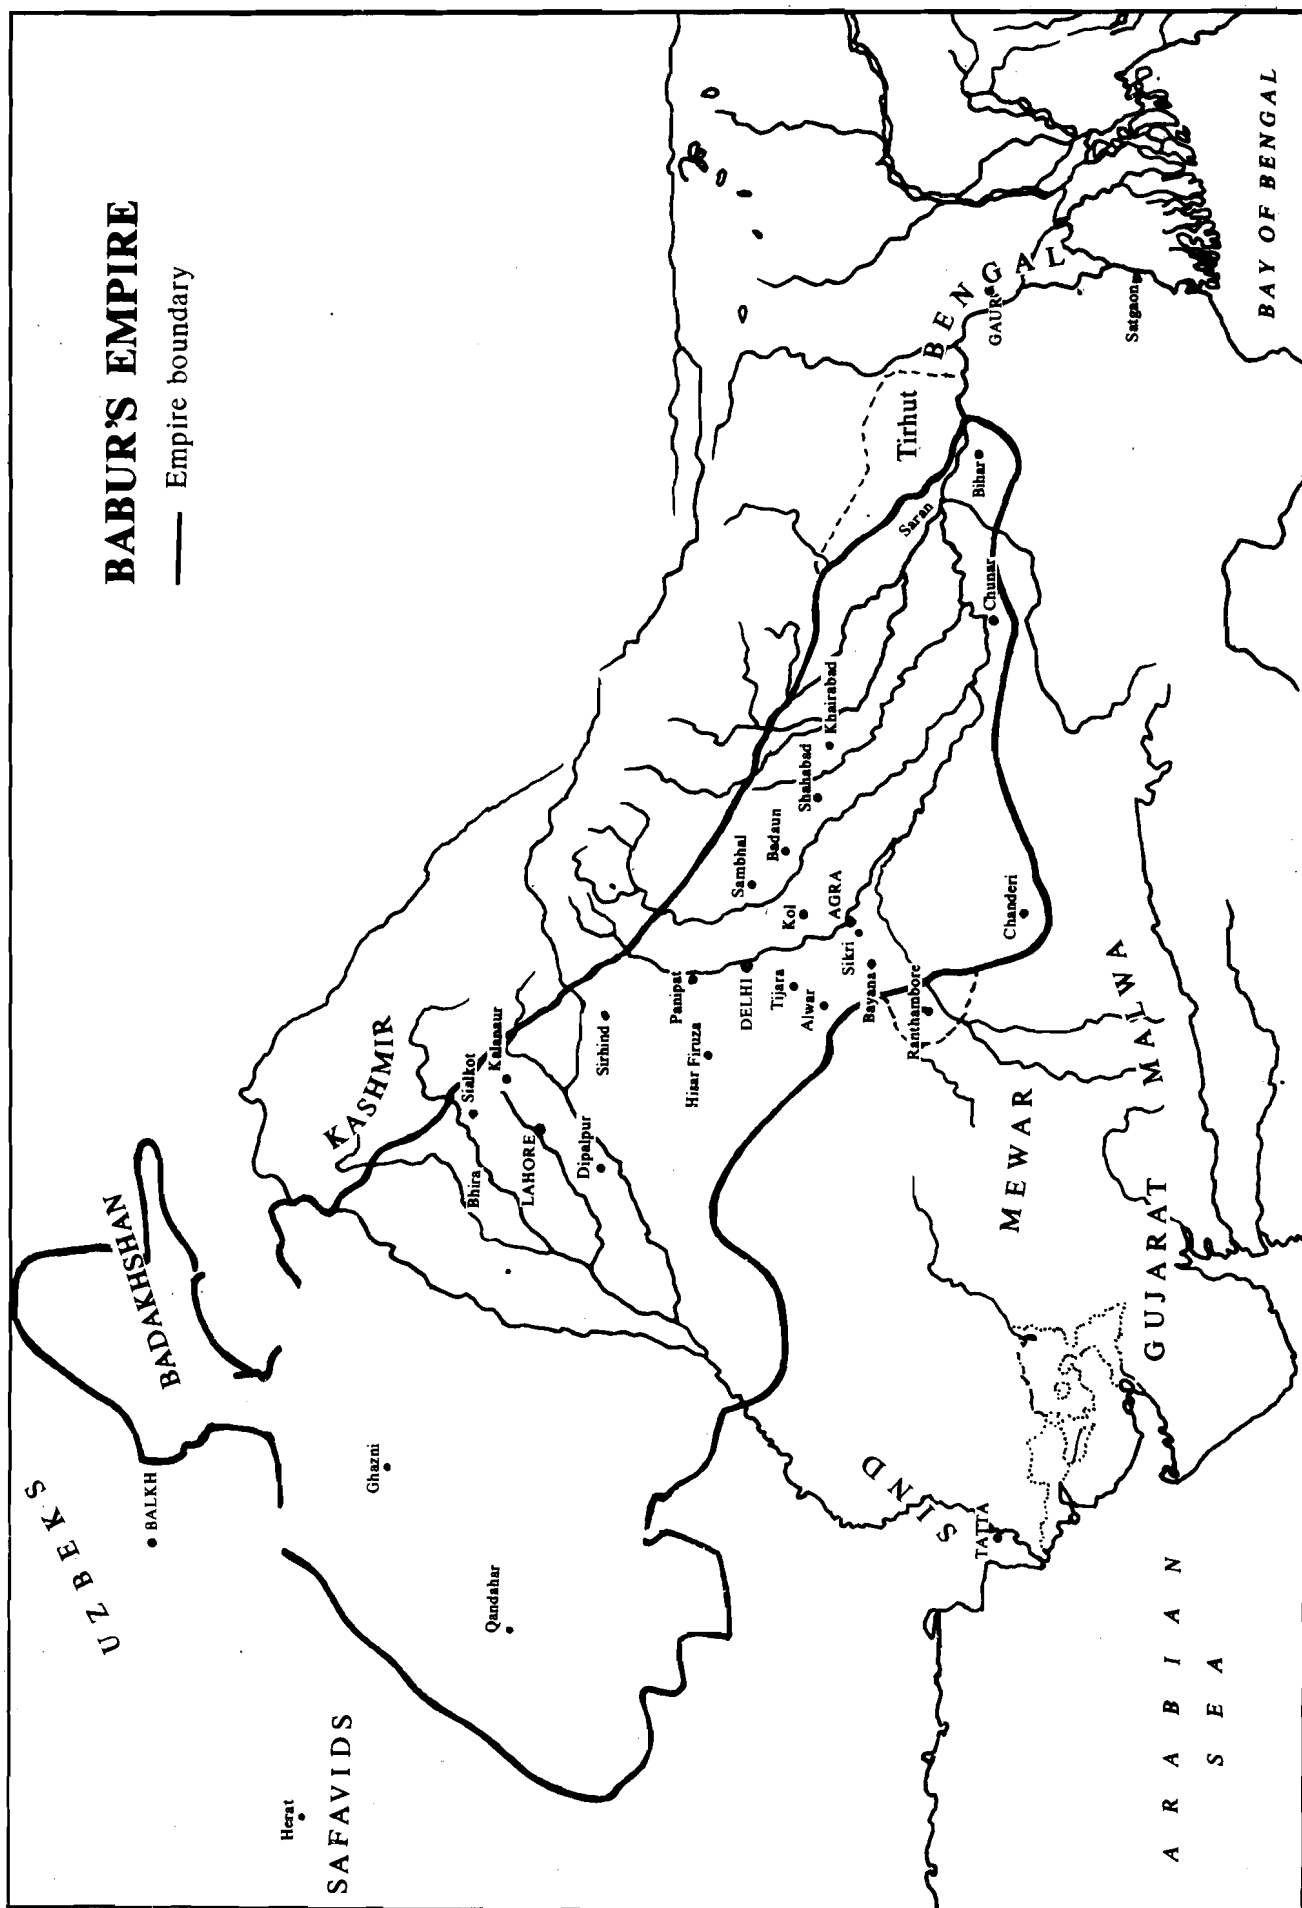 BABUR'S EMPIRE
Empire boundary
UZBEKS
BALKH
BADAKHSHAN
Herat
SAFAVIDS
Ghazni
Qandahar
KASHMIR
Sialkot
Kalanaur
Bhira
LAHORE
Dipalpur
Sirhind
Panipat
Hisar Firuza
DELHI
Tijara
Alwar
Sambhal
Badaun
Kol
Shahabad
Khairabad
AGRA
Sikri
Bayana
Ranthambore
Chanderi
Chunar
Saran
Bihar
Tirhut
BENGAL
GAUR
Satgaon
BAY OF BENGAL
MEWAR
MALWA
GUJARAT
SIND
TATTA
ARABIAN
SEA